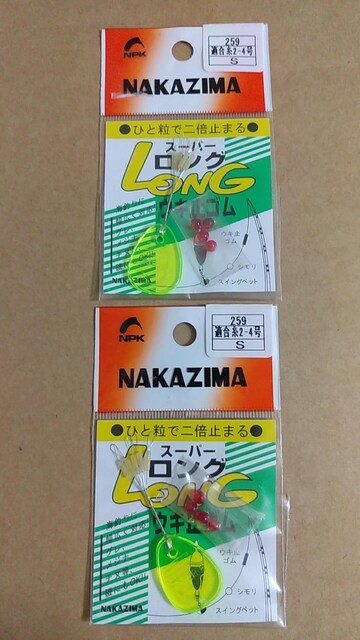 NPK
259
適合糸2-4号
S
NAKAZIMA
●ひと粒で二倍止まる●
スーパー
ロング
LONG
ウキ止ゴム
ウキ止
ゴム
シモリ
スイングベット
NAKAZIMA
NPK
259
適合糸2-4号
S
NAKAZIMA
●ひと粒で二倍止まる●
スーパー
ロング
LONG
ウキ止ゴム
ウキ止
ゴム
シモリ
スイングベット
NAKAZIMA